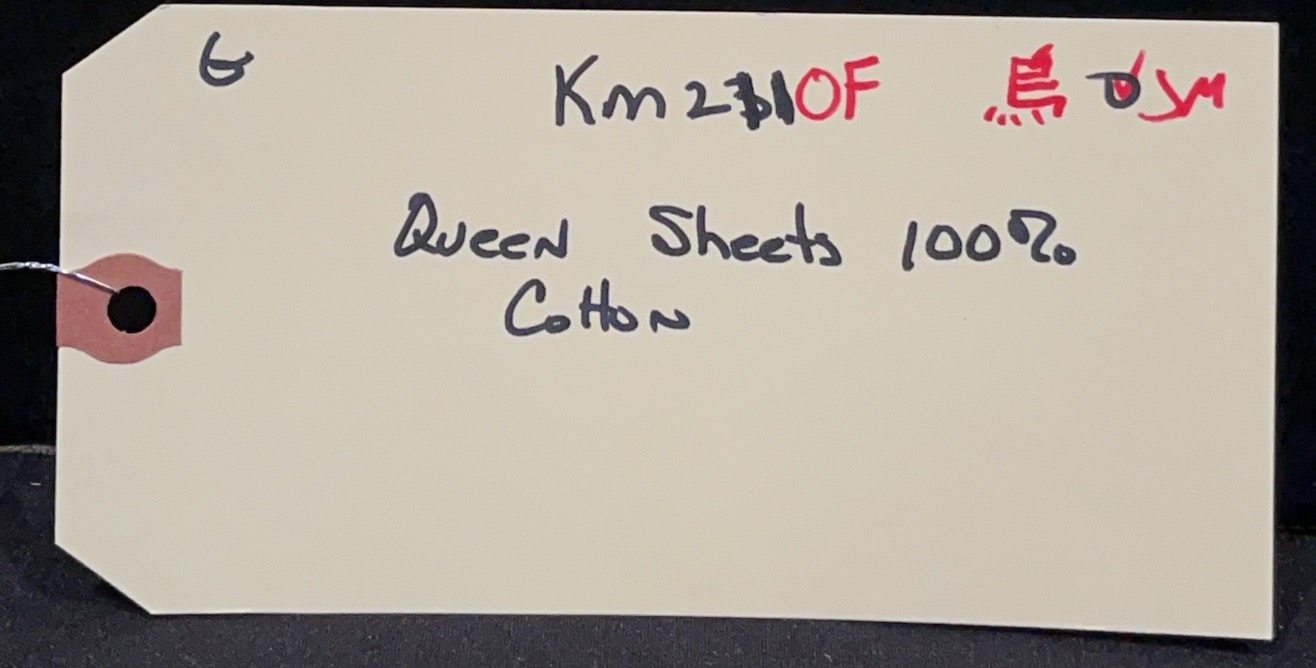 G
Km2 10F
Queen Sheets 100%
Cotton